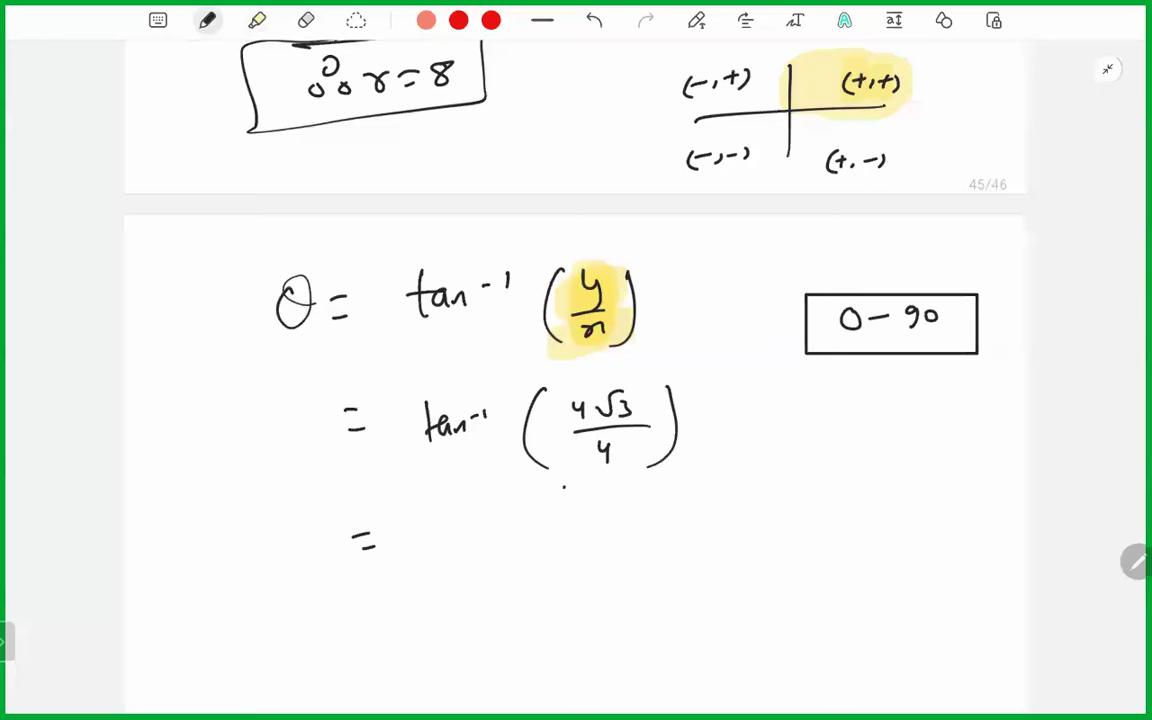 ∴ r = 8
(-,+) (+,+)
(-,-) (+,-)
45/46
θ = tan⁻¹ (y/x)
0 - 90
= tan⁻¹ (4√3/4)
=